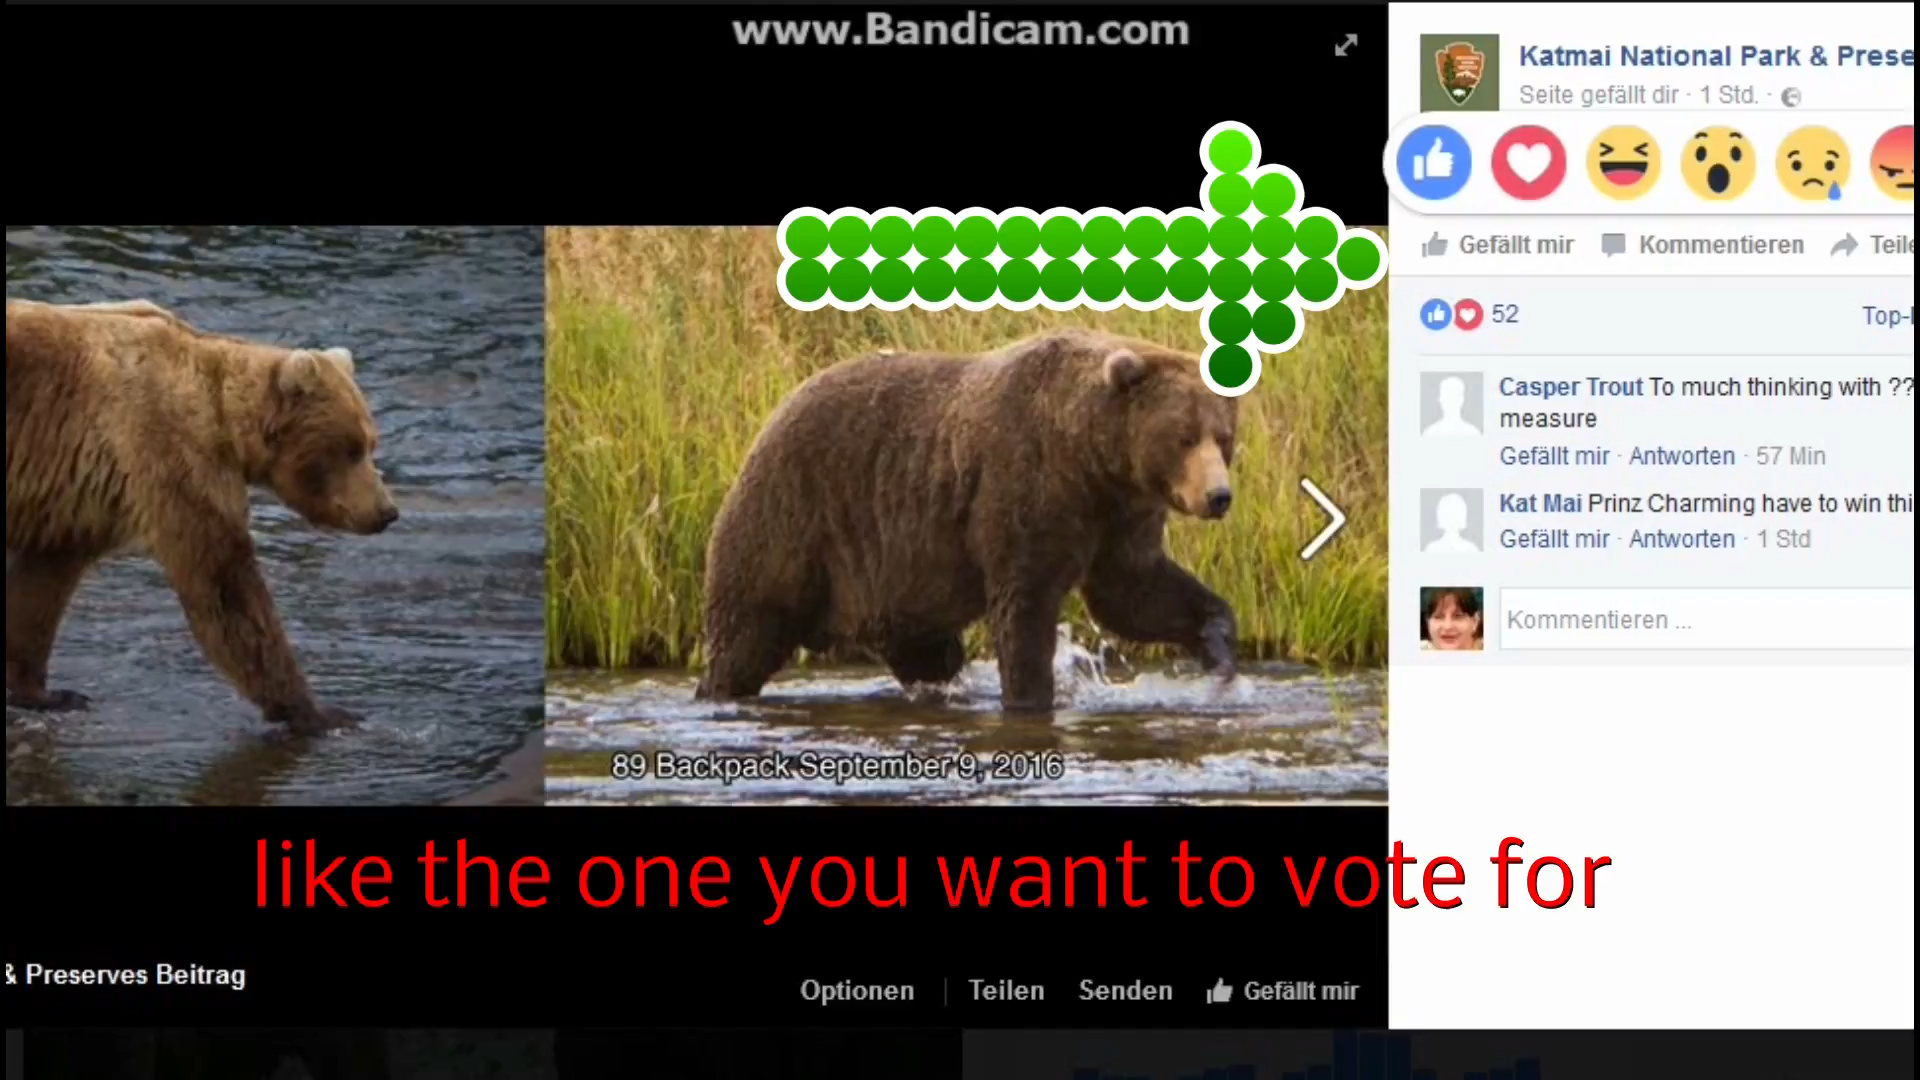 www.Bandicam.com
Katmai National Park & Prese
Seite gefällt dir · 1 Std. ·
Gefällt mir Kommentieren Teile
52 Top-
Casper Trout To much thinking with ??
measure
Gefällt mir · Antworten · 57 Min
Kat Mai Prinz Charming have to win thi
Gefällt mir · Antworten · 1 Std
Kommentieren ...
89 Backpack September 9, 2016
like the one you want to vote for
& Preserves Beitrag
Optionen Teilen Senden Gefällt mir